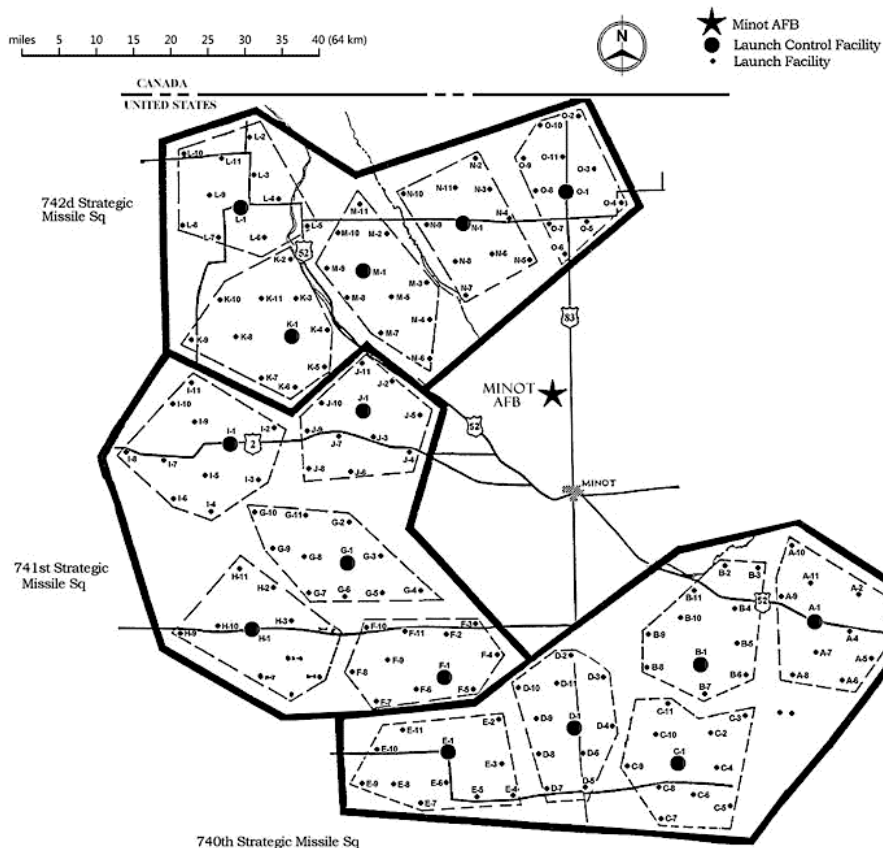 miles 5 10 15 20 25 30 35 40 (64 km)
N
Minot AFB
Launch Control Facility
Launch Facility
CANADA
UNITED STATES
742d Strategic
Missile Sq
L-2
L-10
L-11
L-3
L-9
L-4
L-1
L-6
L-7
L-8
L-5
52
K-2
K-10
K-11
K-3
K-1
K-4
K-8
K-9
K-5
K-7
K-6
M-11
M-10
M-2
M-9
M-1
M-3
M-8
M-5
M-4
M-7
M-6
N-2
N-10
N-11
N-3
N-4
N-9
N-1
N-8
N-6
N-5
N-7
O-2
O-10
O-9
O-11
O-3
O-8
O-1
O-4
O-7
O-5
O-6
83
MINOT
AFB
52
MINOT
741st Strategic
Missile Sq
J-11
J-2
J-10
J-1
J-5
J-9
J-7
J-3
J-4
J-8
J-6
I-11
I-10
I-9
I-1
2
I-2
I-8
I-7
I-5
I-3
I-6
I-4
G-10
G-11
G-2
G-9
G-8
G-1
G-3
G-7
G-6
G-5
G-4
H-11
H-2
H-10
H-3
H-9
H-1
F-10
F-3
F-11
F-2
F-9
F-4
F-8
F-1
F-6
F-5
F-7
A-10
B-2
B-3
A-11
B-11
52
A-9
A-2
B-4
B-10
A-1
B-9
A-4
B-5
A-7
B-1
A-5
B-8
B-6
A-8
A-6
B-7
D-2
D-10
D-11
D-3
D-9
D-1
D-4
D-8
D-6
D-7
D-5
C-11
C-3
C-10
C-2
C-1
C-9
C-4
C-8
C-6
C-5
C-7
E-2
E-11
E-10
E-1
E-3
E-9
E-8
E-6
E-5
E-4
E-7
740th Strategic Missile Sq